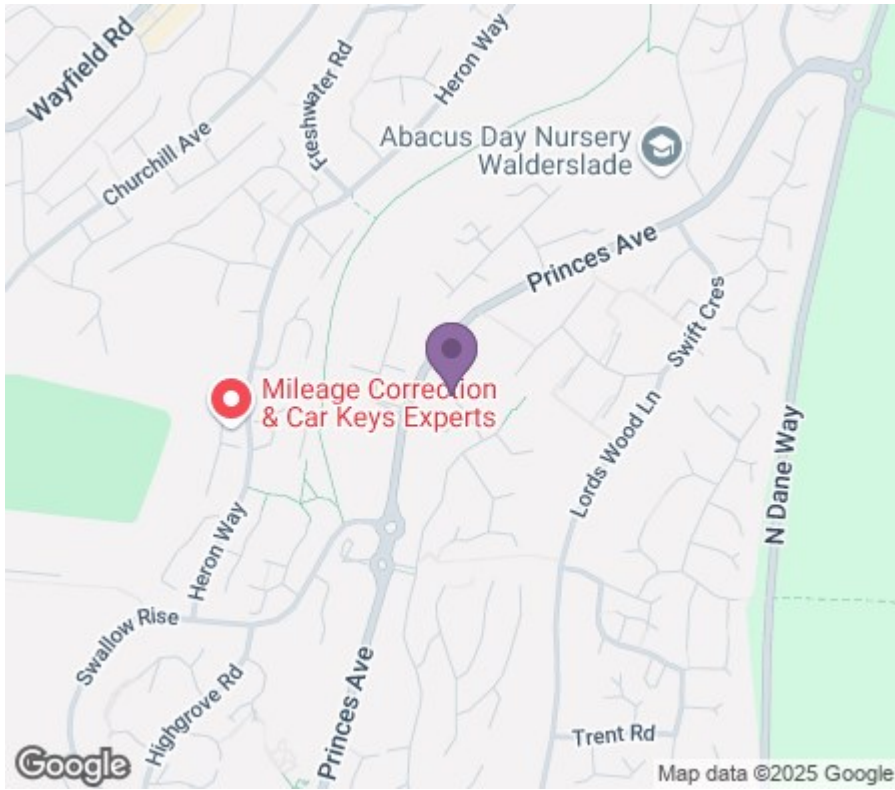 Wayfield Rd
Freshwater Rd
Heron Way
Churchill Ave
Abacus Day Nursery
Walderslade
Princes Ave
Swift Cres
Mileage Correction
& Car Keys Experts
Lords Wood Ln
N Dane Way
Heron Way
Swallow Rise
Highgrove Rd
Princes Ave
Trent Rd
Google
Map data ©2025 Google